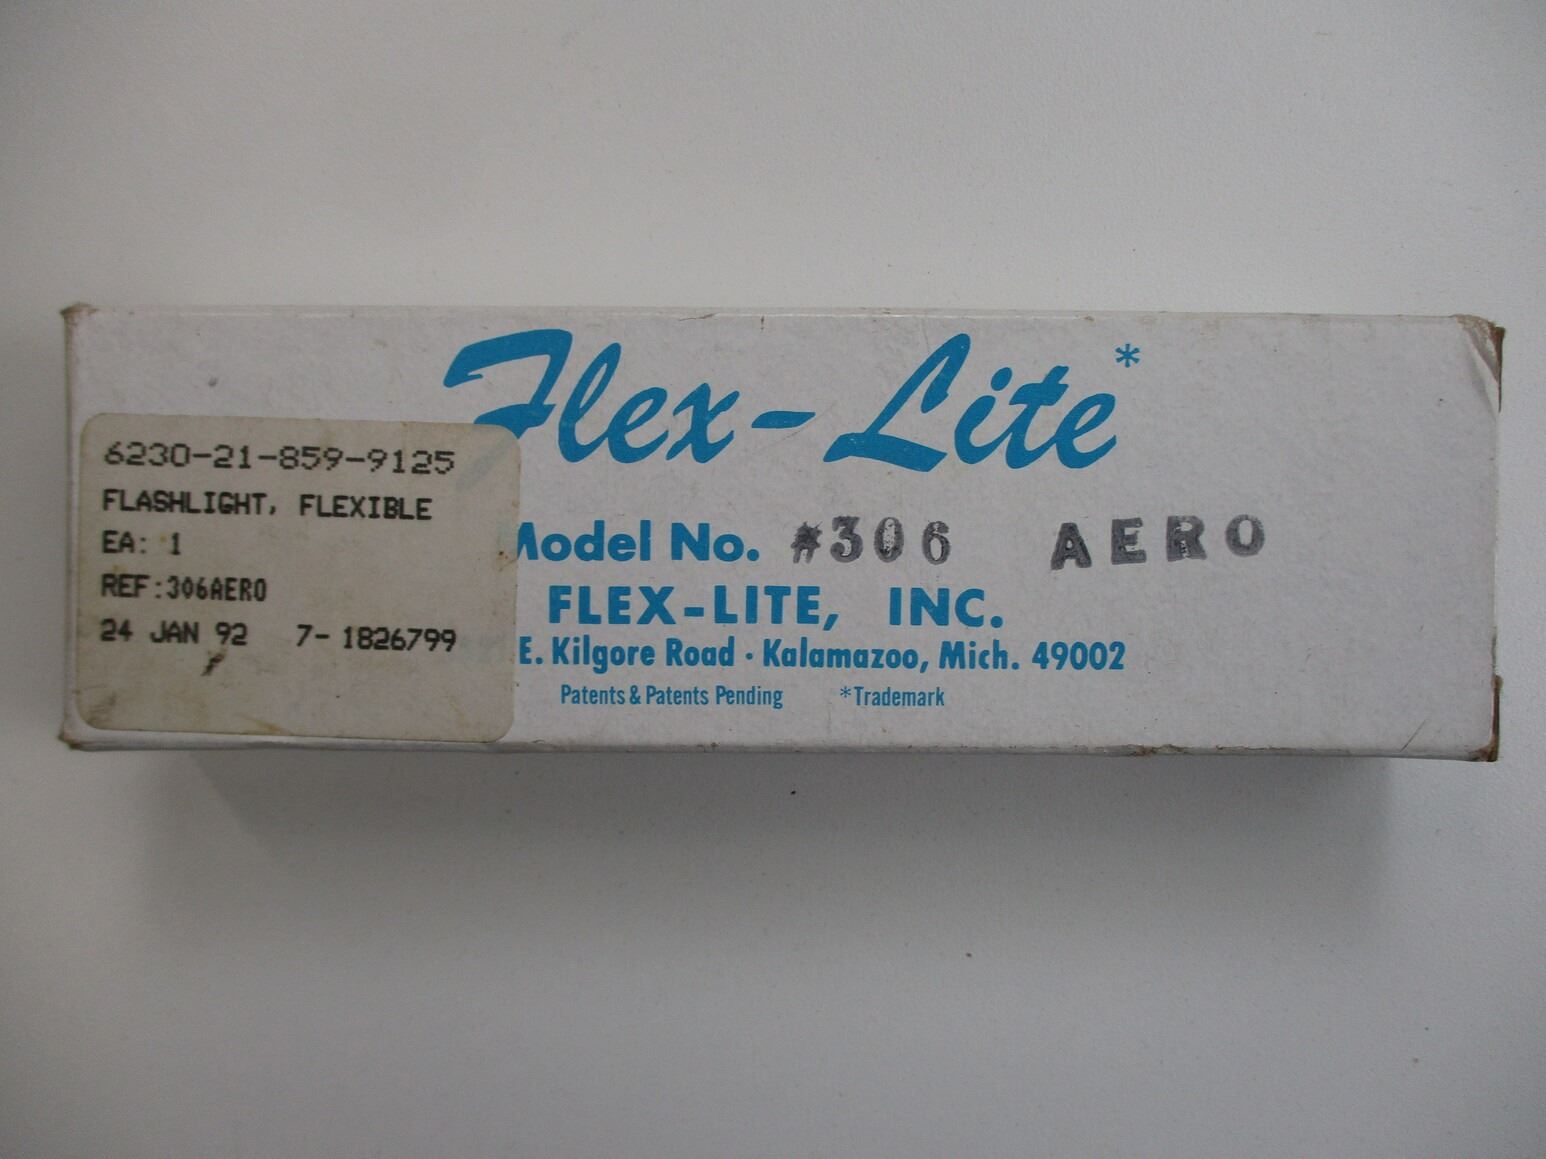 Flex-Lite*
6230-21-859-9125
FLASHLIGHT, FLEXIBLE
EA: 1
REF:306AERO
24 JAN 92 7-1826799
Model No. #306 AERO
FLEX-LITE, INC.
E. Kilgore Road · Kalamazoo, Mich. 49002
Patents & Patents Pending *Trademark